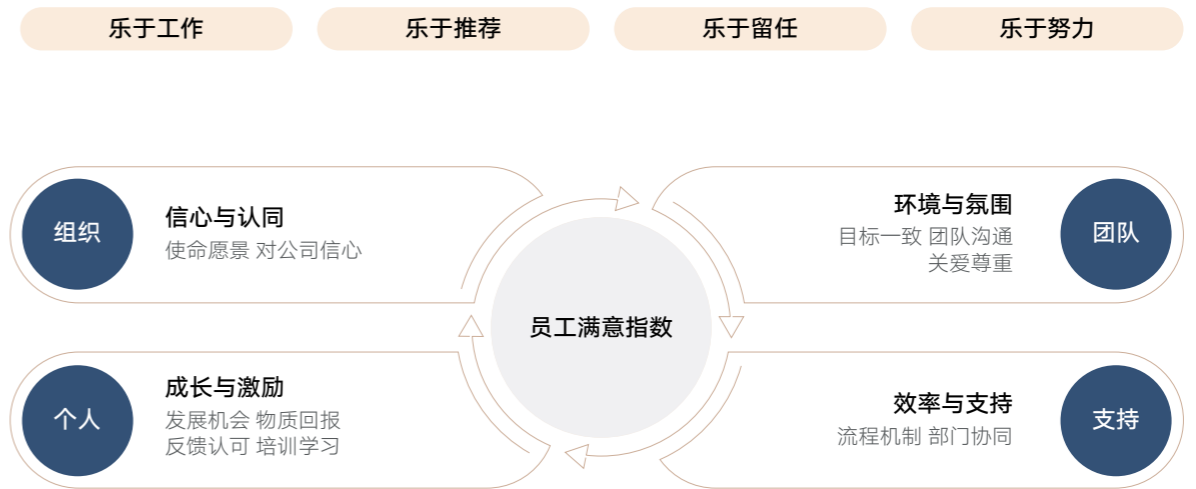 乐于工作
乐于推荐
乐于留任
乐于努力
组织
信心与认同
使命愿景 对公司信心
环境与氛围
目标一致 团队沟通
关爱尊重
团队
员工满意指数
个人
成长与激励
发展机会 物质回报
反馈认可 培训学习
效率与支持
流程机制 部门协同
支持